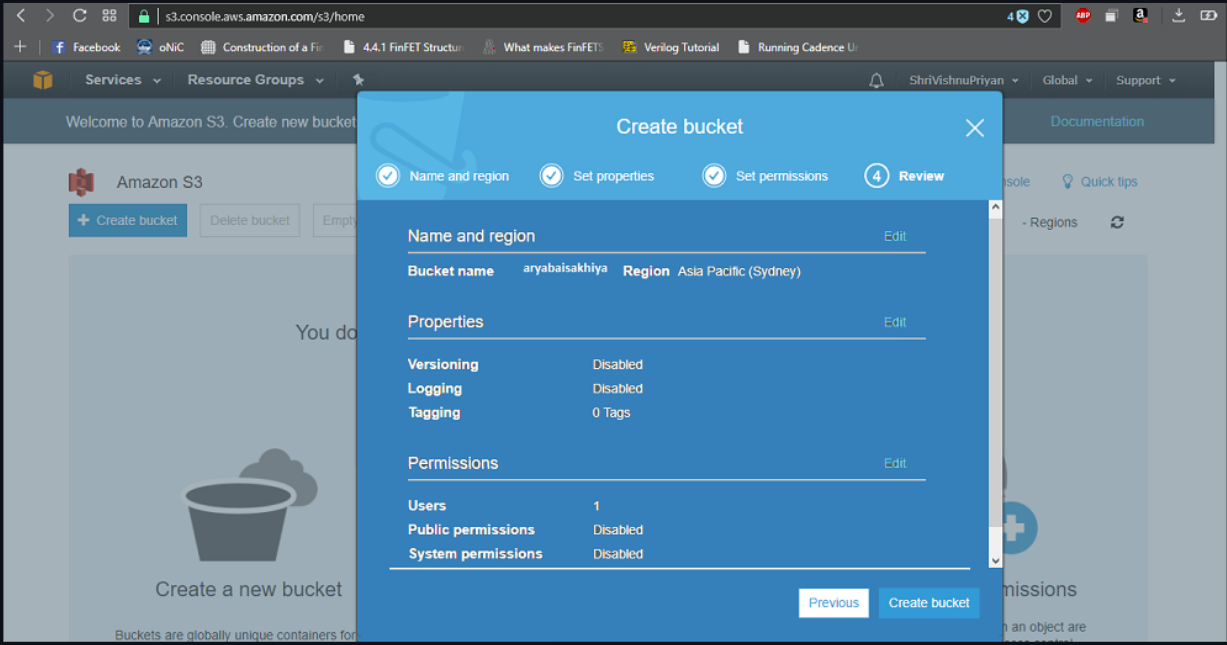 s3.console.aws.amazon.com/s3/home 4
Facebook oNiC Construction of a Fin 4.4.1 FinFET Structur What makes FinFETS Verilog Tutorial Running Cadence Un
Services Resource Groups ShriVishnuPriyan Global Support
Welcome to Amazon S3. Create new bucket Documentation
Create bucket
Amazon S3
Name and region Set properties Set permissions 4 Review
nsole Quick tips
+ Create bucket Delete bucket Empty
- Regions
Name and region Edit
Bucket name aryabaisakhiya Region Asia Pacific (Sydney)
Properties Edit
You do
Versioning Disabled
Logging Disabled
Tagging 0 Tags
Permissions Edit
Users 1
Public permissions Disabled
System permissions Disabled
Create a new bucket
missions
Previous Create bucket
Buckets are globally unique containers for
n an object are